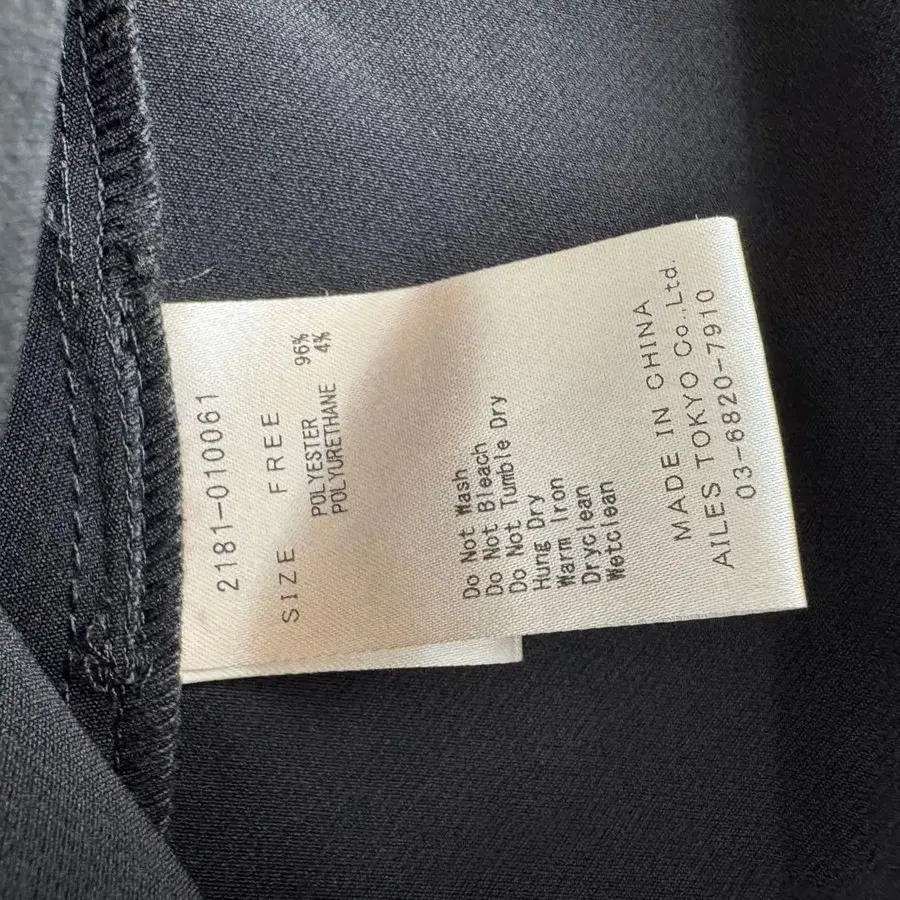 2181-010061
SIZE FREE
POLYESTER 96%
POLYURETHANE 4%
Do Not Wash
Do Not Bleach
Do Not Tumble Dry
Hung Dry
Warm Iron
Dryclean
Wetclean
MADE IN CHINA
AILES TOKYO Co.,Ltd.
03-6820-7910